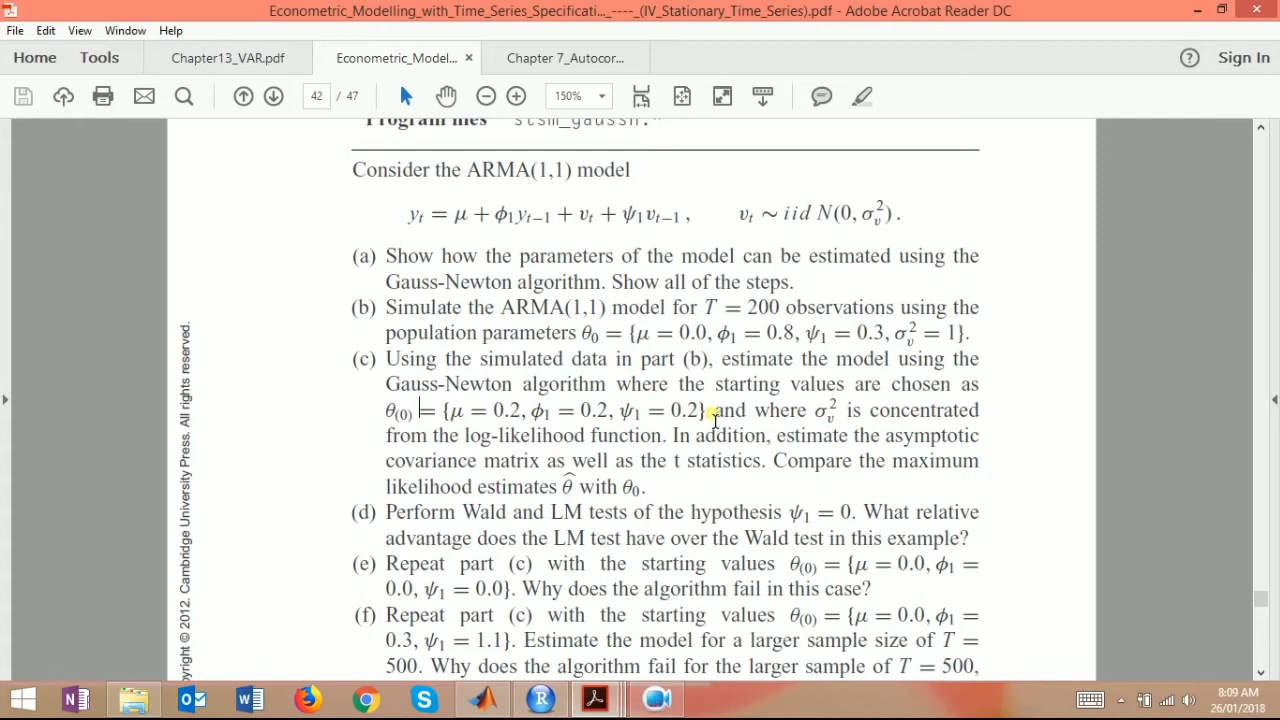 Econometric_Modelling_with_Time_Series_Specificati..._----_(IV_Stationary_Time_Series).pdf - Adobe Acrobat Reader DC
File Edit View Window Help
Home Tools Chapter13_VAR.pdf Econometric_Model... × Chapter 7_Autocor... Sign In
42 / 47 150%
Program files stsm_gaussn.*
Consider the ARMA(1,1) model
yₜ = μ + ϕ₁yₜ₋₁ + vₜ + ψ₁vₜ₋₁ , vₜ ∼ iid N(0, σᵥ²) .
(a) Show how the parameters of the model can be estimated using the
Gauss-Newton algorithm. Show all of the steps.
(b) Simulate the ARMA(1,1) model for T = 200 observations using the
population parameters θ₀ = {μ = 0.0, ϕ₁ = 0.8, ψ₁ = 0.3, σᵥ² = 1}.
(c) Using the simulated data in part (b), estimate the model using the
Gauss-Newton algorithm where the starting values are chosen as
θ₍₀₎ = {μ = 0.2, ϕ₁ = 0.2, ψ₁ = 0.2} and where σᵥ² is concentrated
from the log-likelihood function. In addition, estimate the asymptotic
covariance matrix as well as the t statistics. Compare the maximum
likelihood estimates θ̂ with θ₀.
(d) Perform Wald and LM tests of the hypothesis ψ₁ = 0. What relative
advantage does the LM test have over the Wald test in this example?
(e) Repeat part (c) with the starting values θ₍₀₎ = {μ = 0.0, ϕ₁ =
0.0, ψ₁ = 0.0}. Why does the algorithm fail in this case?
(f) Repeat part (c) with the starting values θ₍₀₎ = {μ = 0.0, ϕ₁ =
0.3, ψ₁ = 1.1}. Estimate the model for a larger sample size of T =
500. Why does the algorithm fail for the larger sample of T = 500,
pyright © 2012. Cambridge University Press. All rights reserved.
8:09 AM
26/01/2018